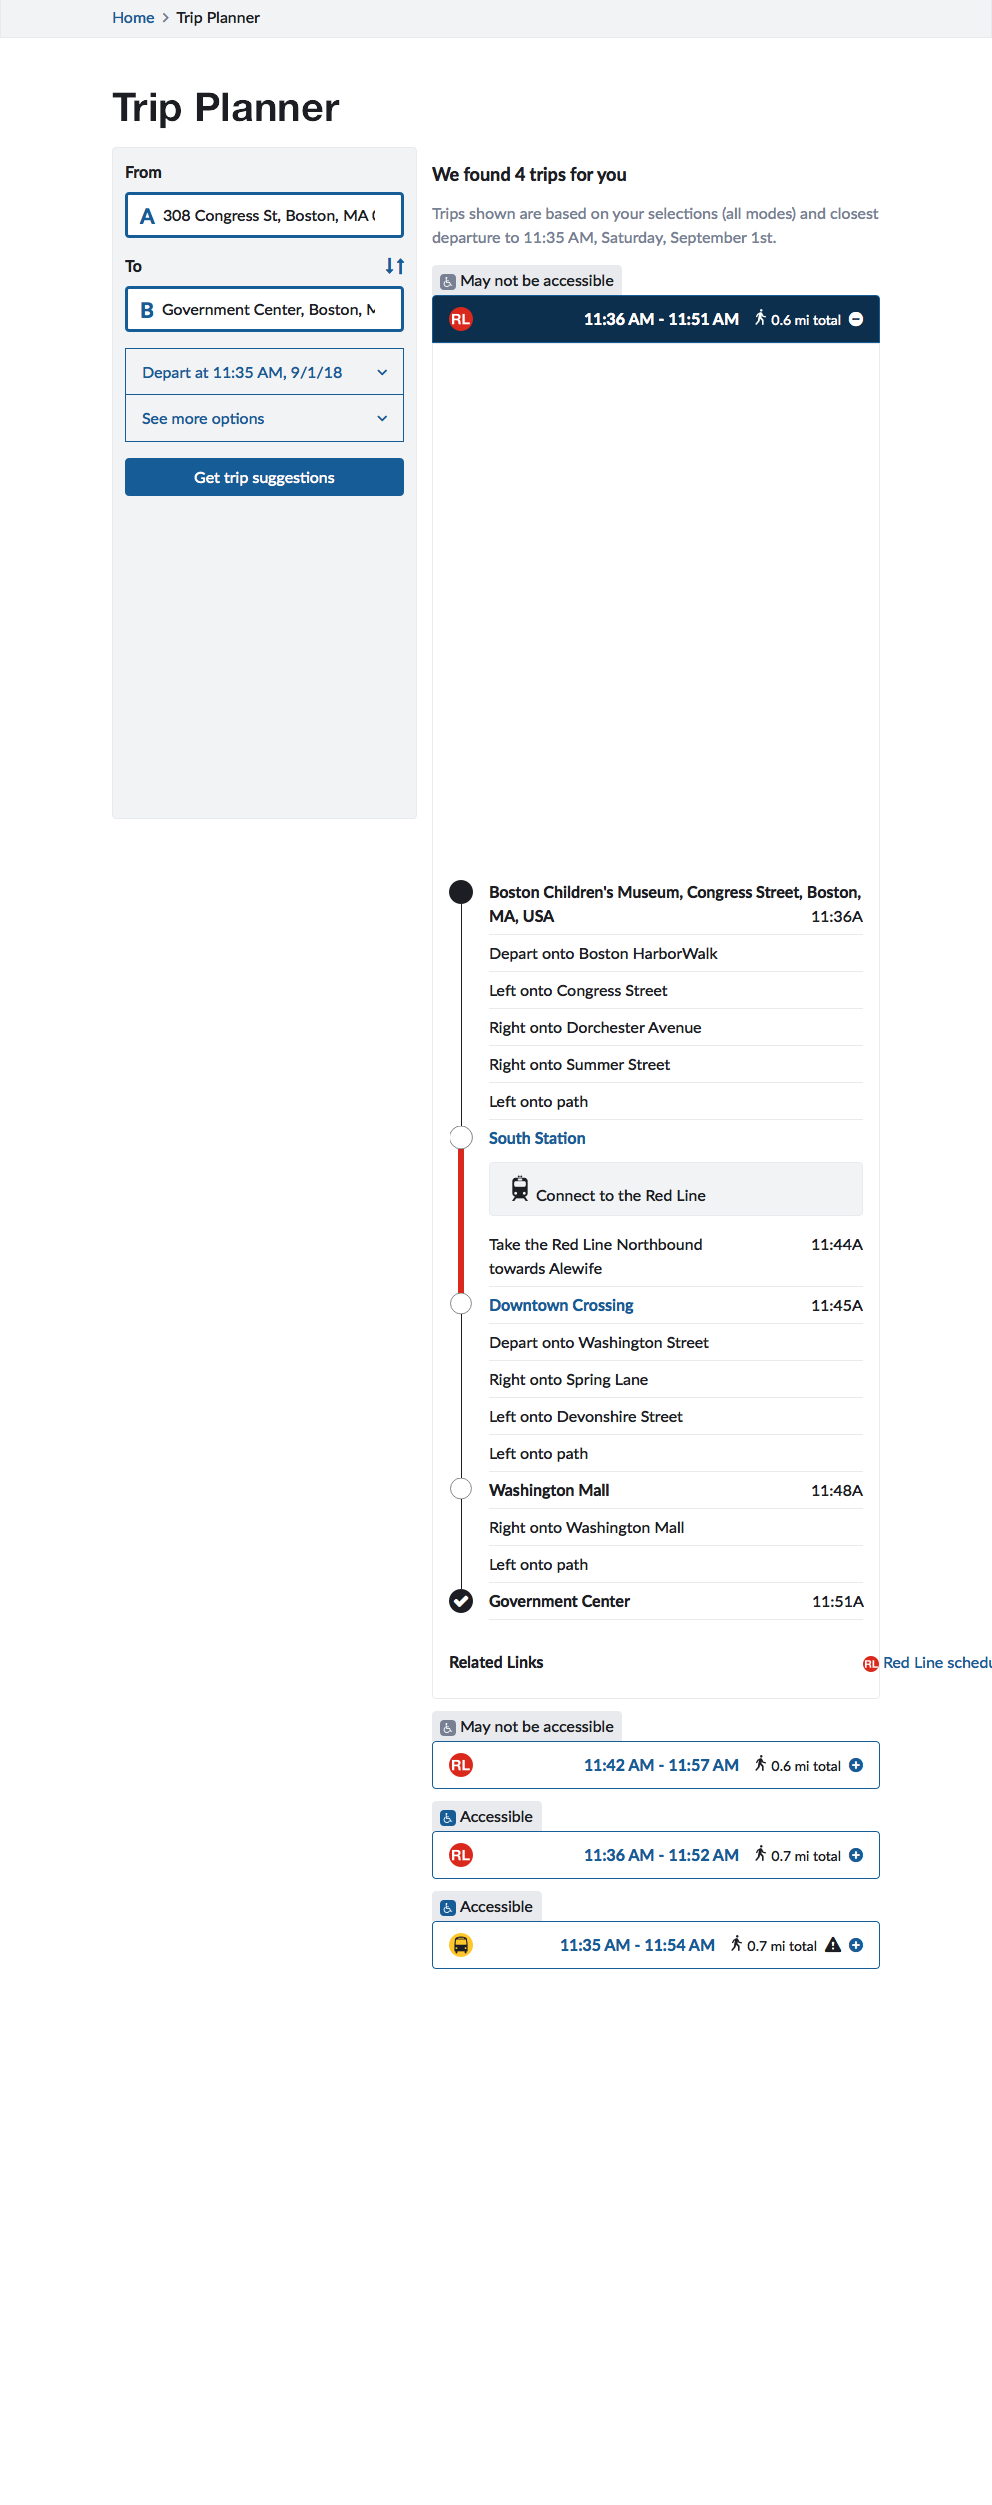 Home > Trip Planner
Trip Planner
From
A 308 Congress St, Boston, MA
To
B Government Center, Boston,
Depart at 11:35 AM, 9/1/18
See more options
Get trip suggestions
We found 4 trips for you
Trips shown are based on your selections (all modes) and closest
departure to 11:35 AM, Saturday, September 1st.
May not be accessible
RL 11:36 AM - 11:51 AM 0.6 mi total
Boston Children's Museum, Congress Street, Boston,
MA, USA 11:36A
Depart onto Boston HarborWalk
Left onto Congress Street
Right onto Dorchester Avenue
Right onto Summer Street
Left onto path
South Station
Connect to the Red Line
Take the Red Line Northbound 11:44A
towards Alewife
Downtown Crossing 11:45A
Depart onto Washington Street
Right onto Spring Lane
Left onto Devonshire Street
Left onto path
Washington Mall 11:48A
Right onto Washington Mall
Left onto path
Government Center 11:51A
Related Links RL Red Line schedu
May not be accessible
RL 11:42 AM - 11:57 AM 0.6 mi total
Accessible
RL 11:36 AM - 11:52 AM 0.7 mi total
Accessible
11:35 AM - 11:54 AM 0.7 mi total